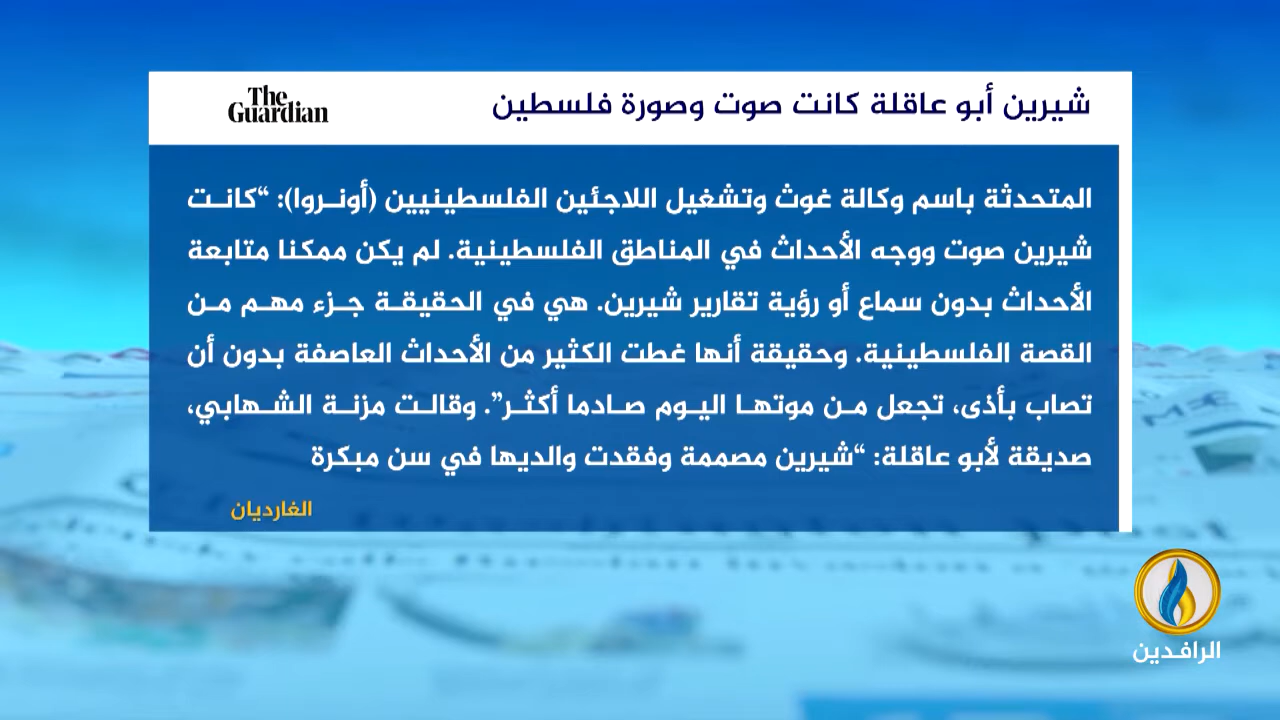 شيرين أبو عاقلة كانت صوت وصورة فلسطين
The
Guardian
المتحدثة باسم وكالة غوث وتشغيل اللاجئين الفلسطينيين (أونـروا): “كانـت
شيرين صوت ووجه الأحداث في المناطق الفلسطينية. لم يكن ممكنا متابعة
الأحداث بدون سماع أو رؤية تقارير شيرين. هي في الحقيقـة جـزء مهـم مـن
القصة الفلسطينية. وحقيقة أنها غطت الكثير من الأحداث العاصفة بدون أن
تصاب بأذى، تجعل مـن موتهـا اليـوم صـادما أكثـر”. وقالـت مزنـة الشـهابي،
صديقة لأبو عاقلة: “شيرين مصممة وفقدت والديها في سن مبكرة
الغارديان
الرافـدين